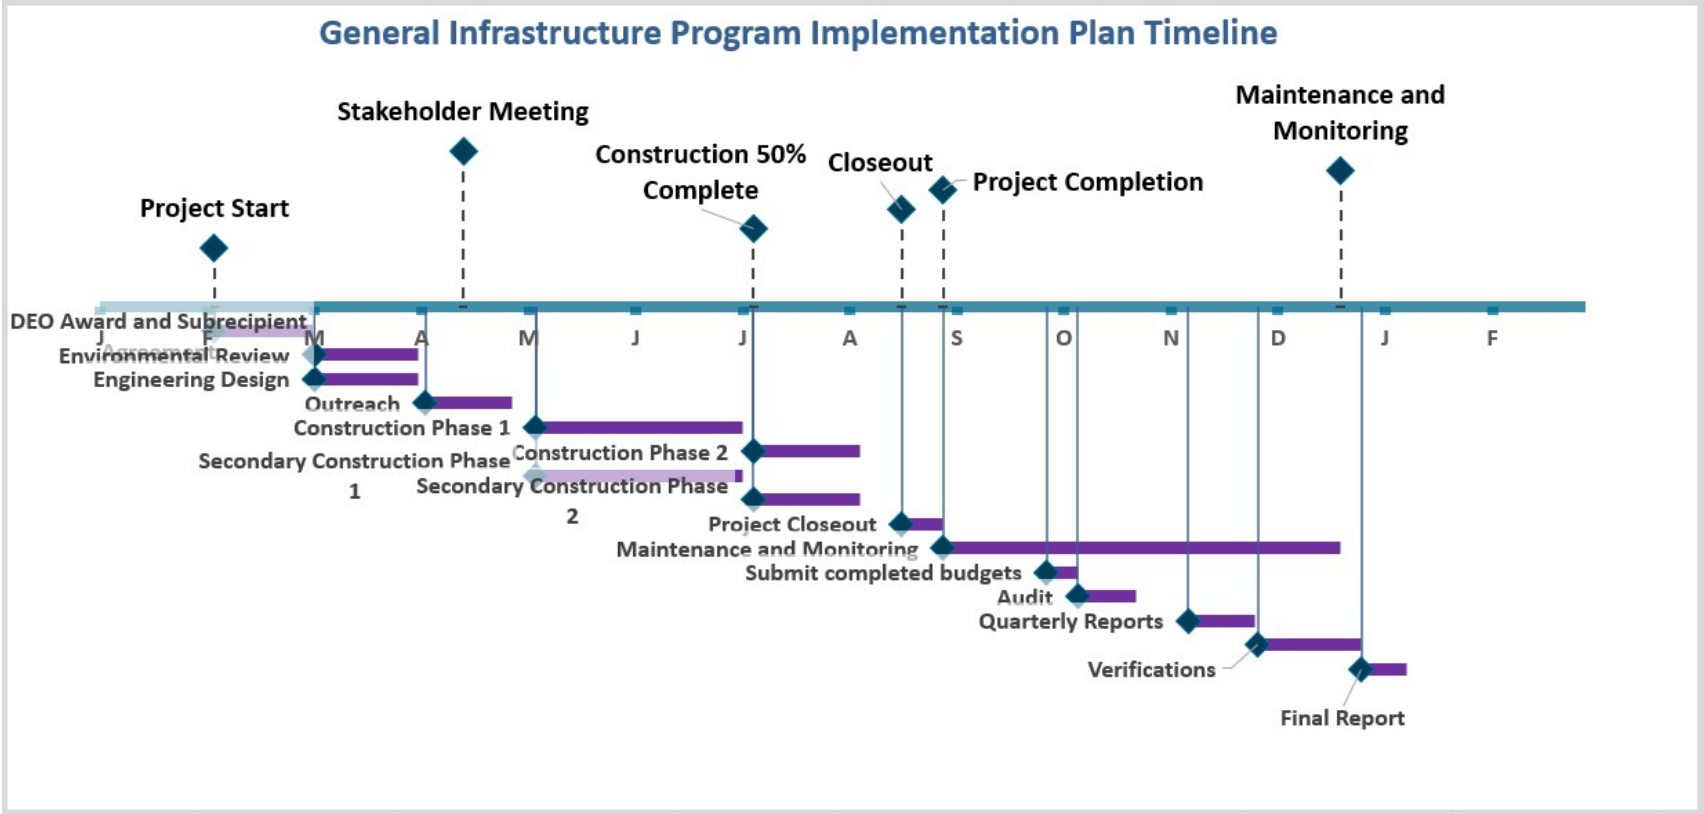 General Infrastructure Program Implementation Plan Timeline
Maintenance and
Monitoring
Stakeholder Meeting
Construction 50%
Complete
Closeout
Project Completion
Project Start
DEO Award and Subrecipient
Agreement
J F M A M J J A S O N D J F
Environmental Review
Engineering Design
Outreach
Construction Phase 1
Construction Phase 2
Secondary Construction Phase
1
Secondary Construction Phase
2
Project Closeout
Maintenance and Monitoring
Submit completed budgets
Audit
Quarterly Reports
Verifications
Final Report